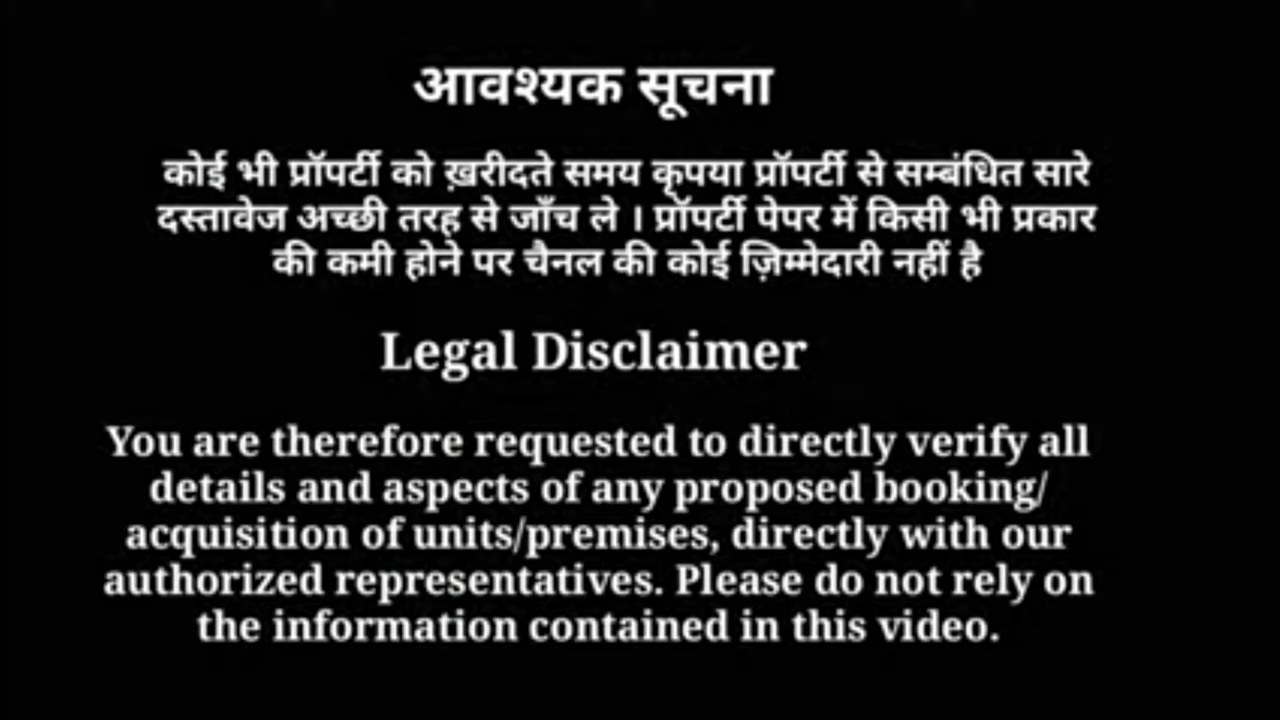 आवश्यक सूचना
कोई भी प्रॉपर्टी को ख़रीदते समय कृपया प्रॉपर्टी से सम्बंधित सारे
दस्तावेज अच्छी तरह से जाँच ले । प्रॉपर्टी पेपर में किसी भी प्रकार
की कमी होने पर चैनल की कोई ज़िम्मेदारी नहीं है
Legal Disclaimer
You are therefore requested to directly verify all
details and aspects of any proposed booking/
acquisition of units/premises, directly with our
authorized representatives. Please do not rely on
the information contained in this video.